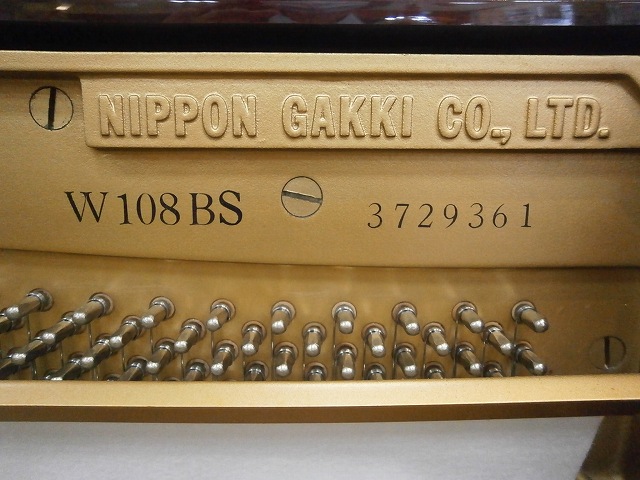 NIPPON GAKKI CO., LTD.
W108BS 3729361